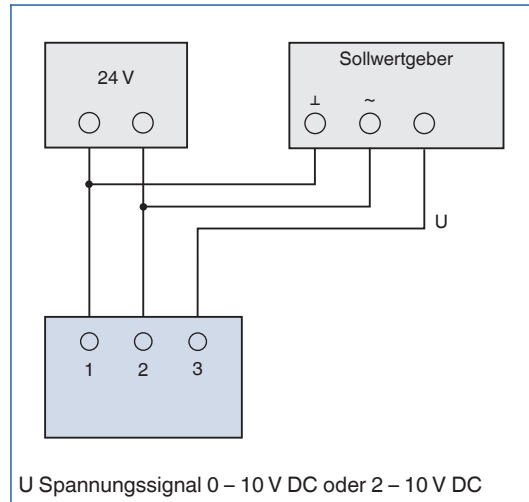 24 V
Sollwertgeber
⊥ ~
U
1 2 3
U Spannungssignal 0 – 10 V DC oder 2 – 10 V DC